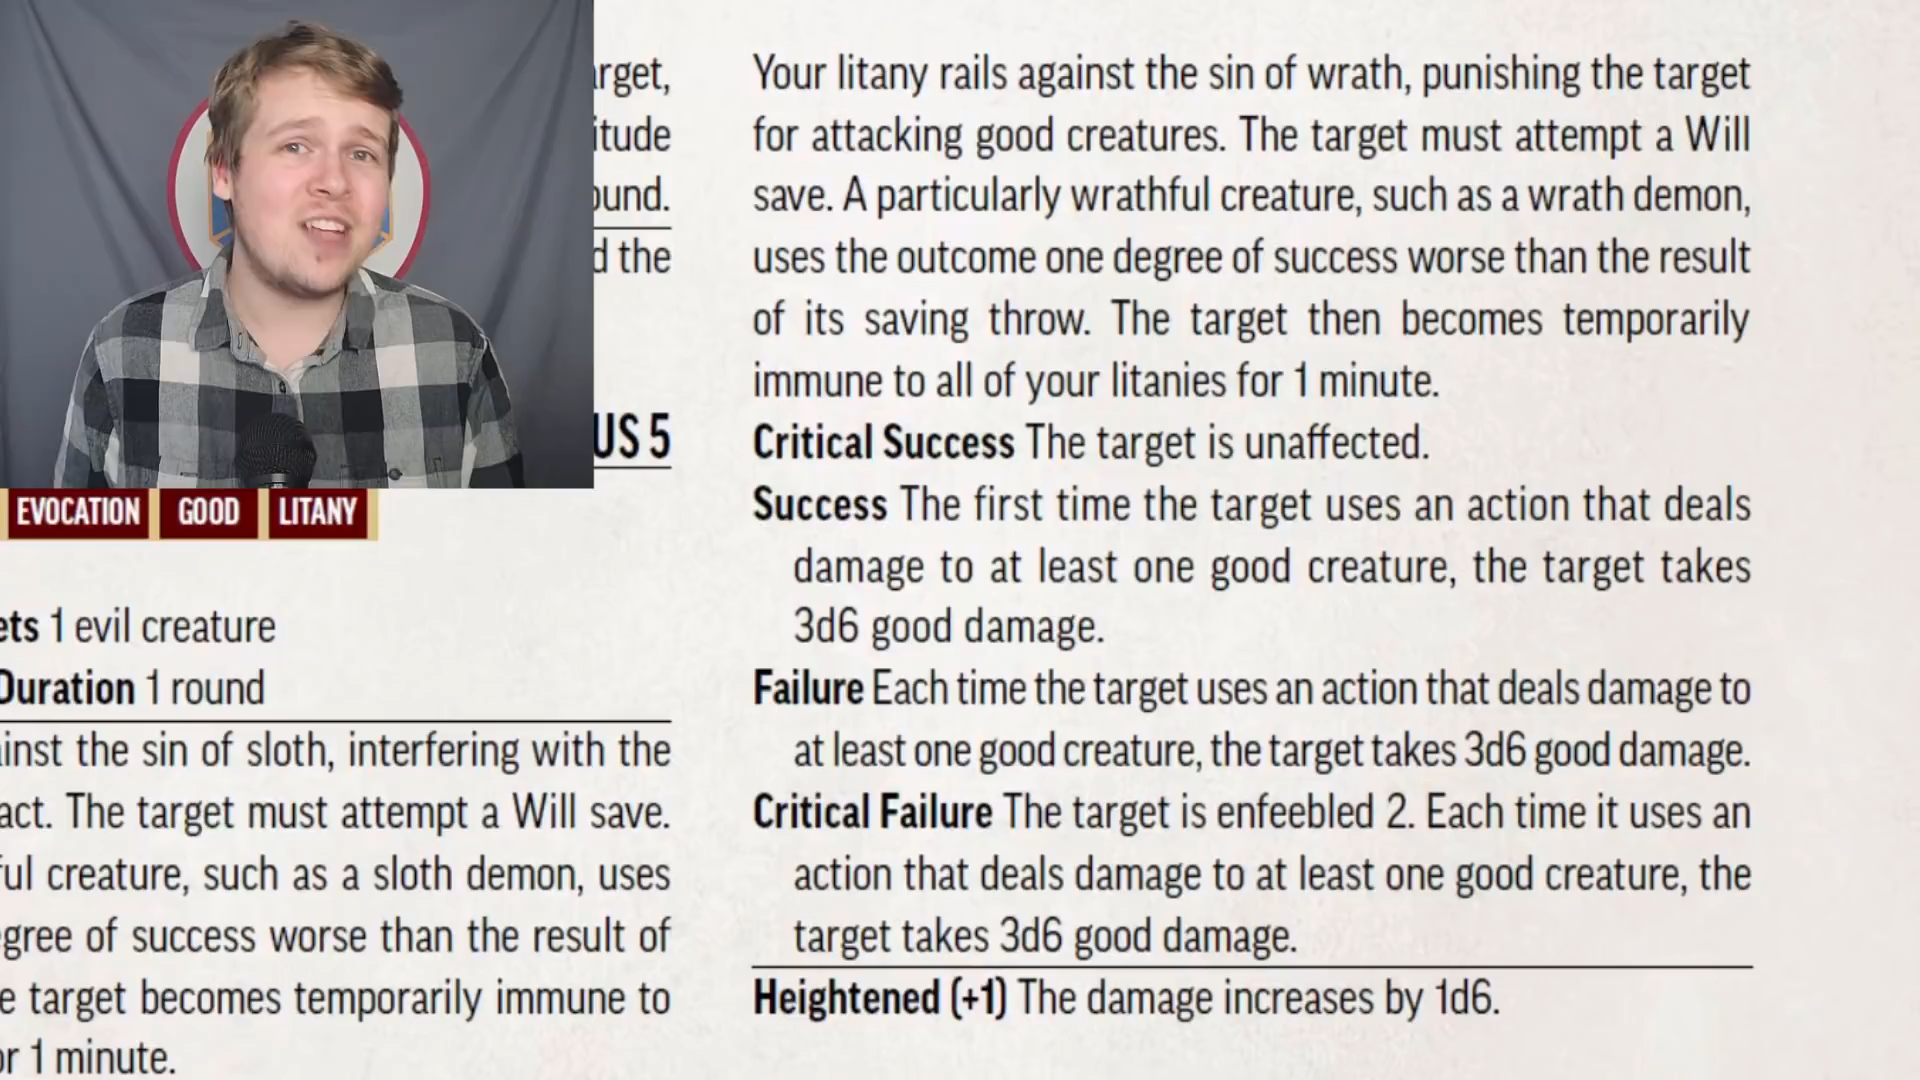 the
US 5
EVOCATION GOOD LITANY
1 evil creature
Duration 1 round
the sin of sloth, interfering with the
act. The target must attempt a Will save.
creature, such as a sloth demon, uses
of success worse than the result of
target becomes temporarily immune to
1 minute.
Your litany rails against the sin of wrath, punishing the target
for attacking good creatures. The target must attempt a Will
save. A particularly wrathful creature, such as a wrath demon,
uses the outcome one degree of success worse than the result
of its saving throw. The target then becomes temporarily
immune to all of your litanies for 1 minute.
Critical Success The target is unaffected.
Success The first time the target uses an action that deals
damage to at least one good creature, the target takes
3d6 good damage.
Failure Each time the target uses an action that deals damage to
at least one good creature, the target takes 3d6 good damage.
Critical Failure The target is enfeebled 2. Each time it uses an
action that deals damage to at least one good creature, the
target takes 3d6 good damage.
Heightened (+1) The damage increases by 1d6.